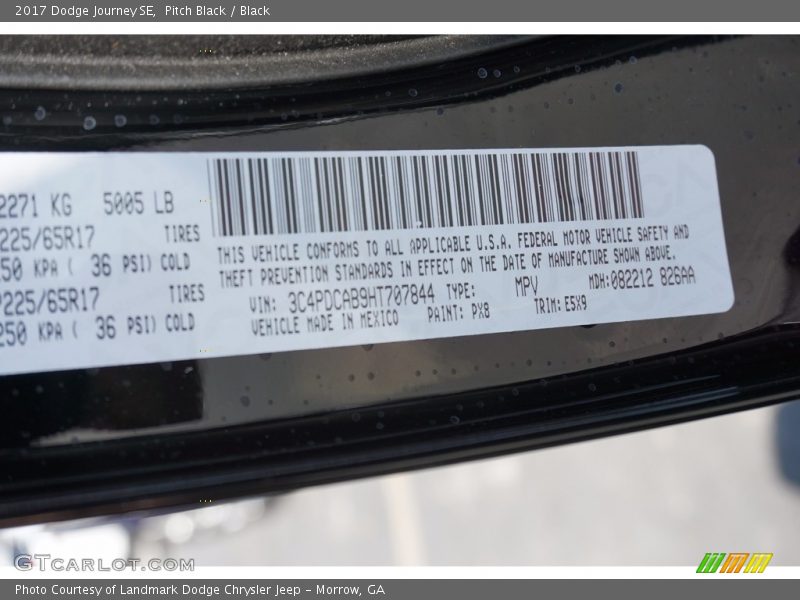 2017 Dodge Journey SE, Pitch Black / Black
2271 KG 5005 LB
225/65R17 TIRES
250 KPA ( 36 PSI) COLD
P225/65R17 TIRES
250 KPA ( 36 PSI) COLD
THIS VEHICLE CONFORMS TO ALL APPLICABLE U.S.A. FEDERAL MOTOR VEHICLE SAFETY AND
THEFT PREVENTION STANDARDS IN EFFECT ON THE DATE OF MANUFACTURE SHOWN ABOVE.
VIN: 3C4PDCAB9HT707844 TYPE: MPV MDH:082212 826AA
VEHICLE MADE IN MEXICO PAINT: PX8 TRIM: E5X9
GTCARLOT.COM
Photo Courtesy of Landmark Dodge Chrysler Jeep – Morrow, GA